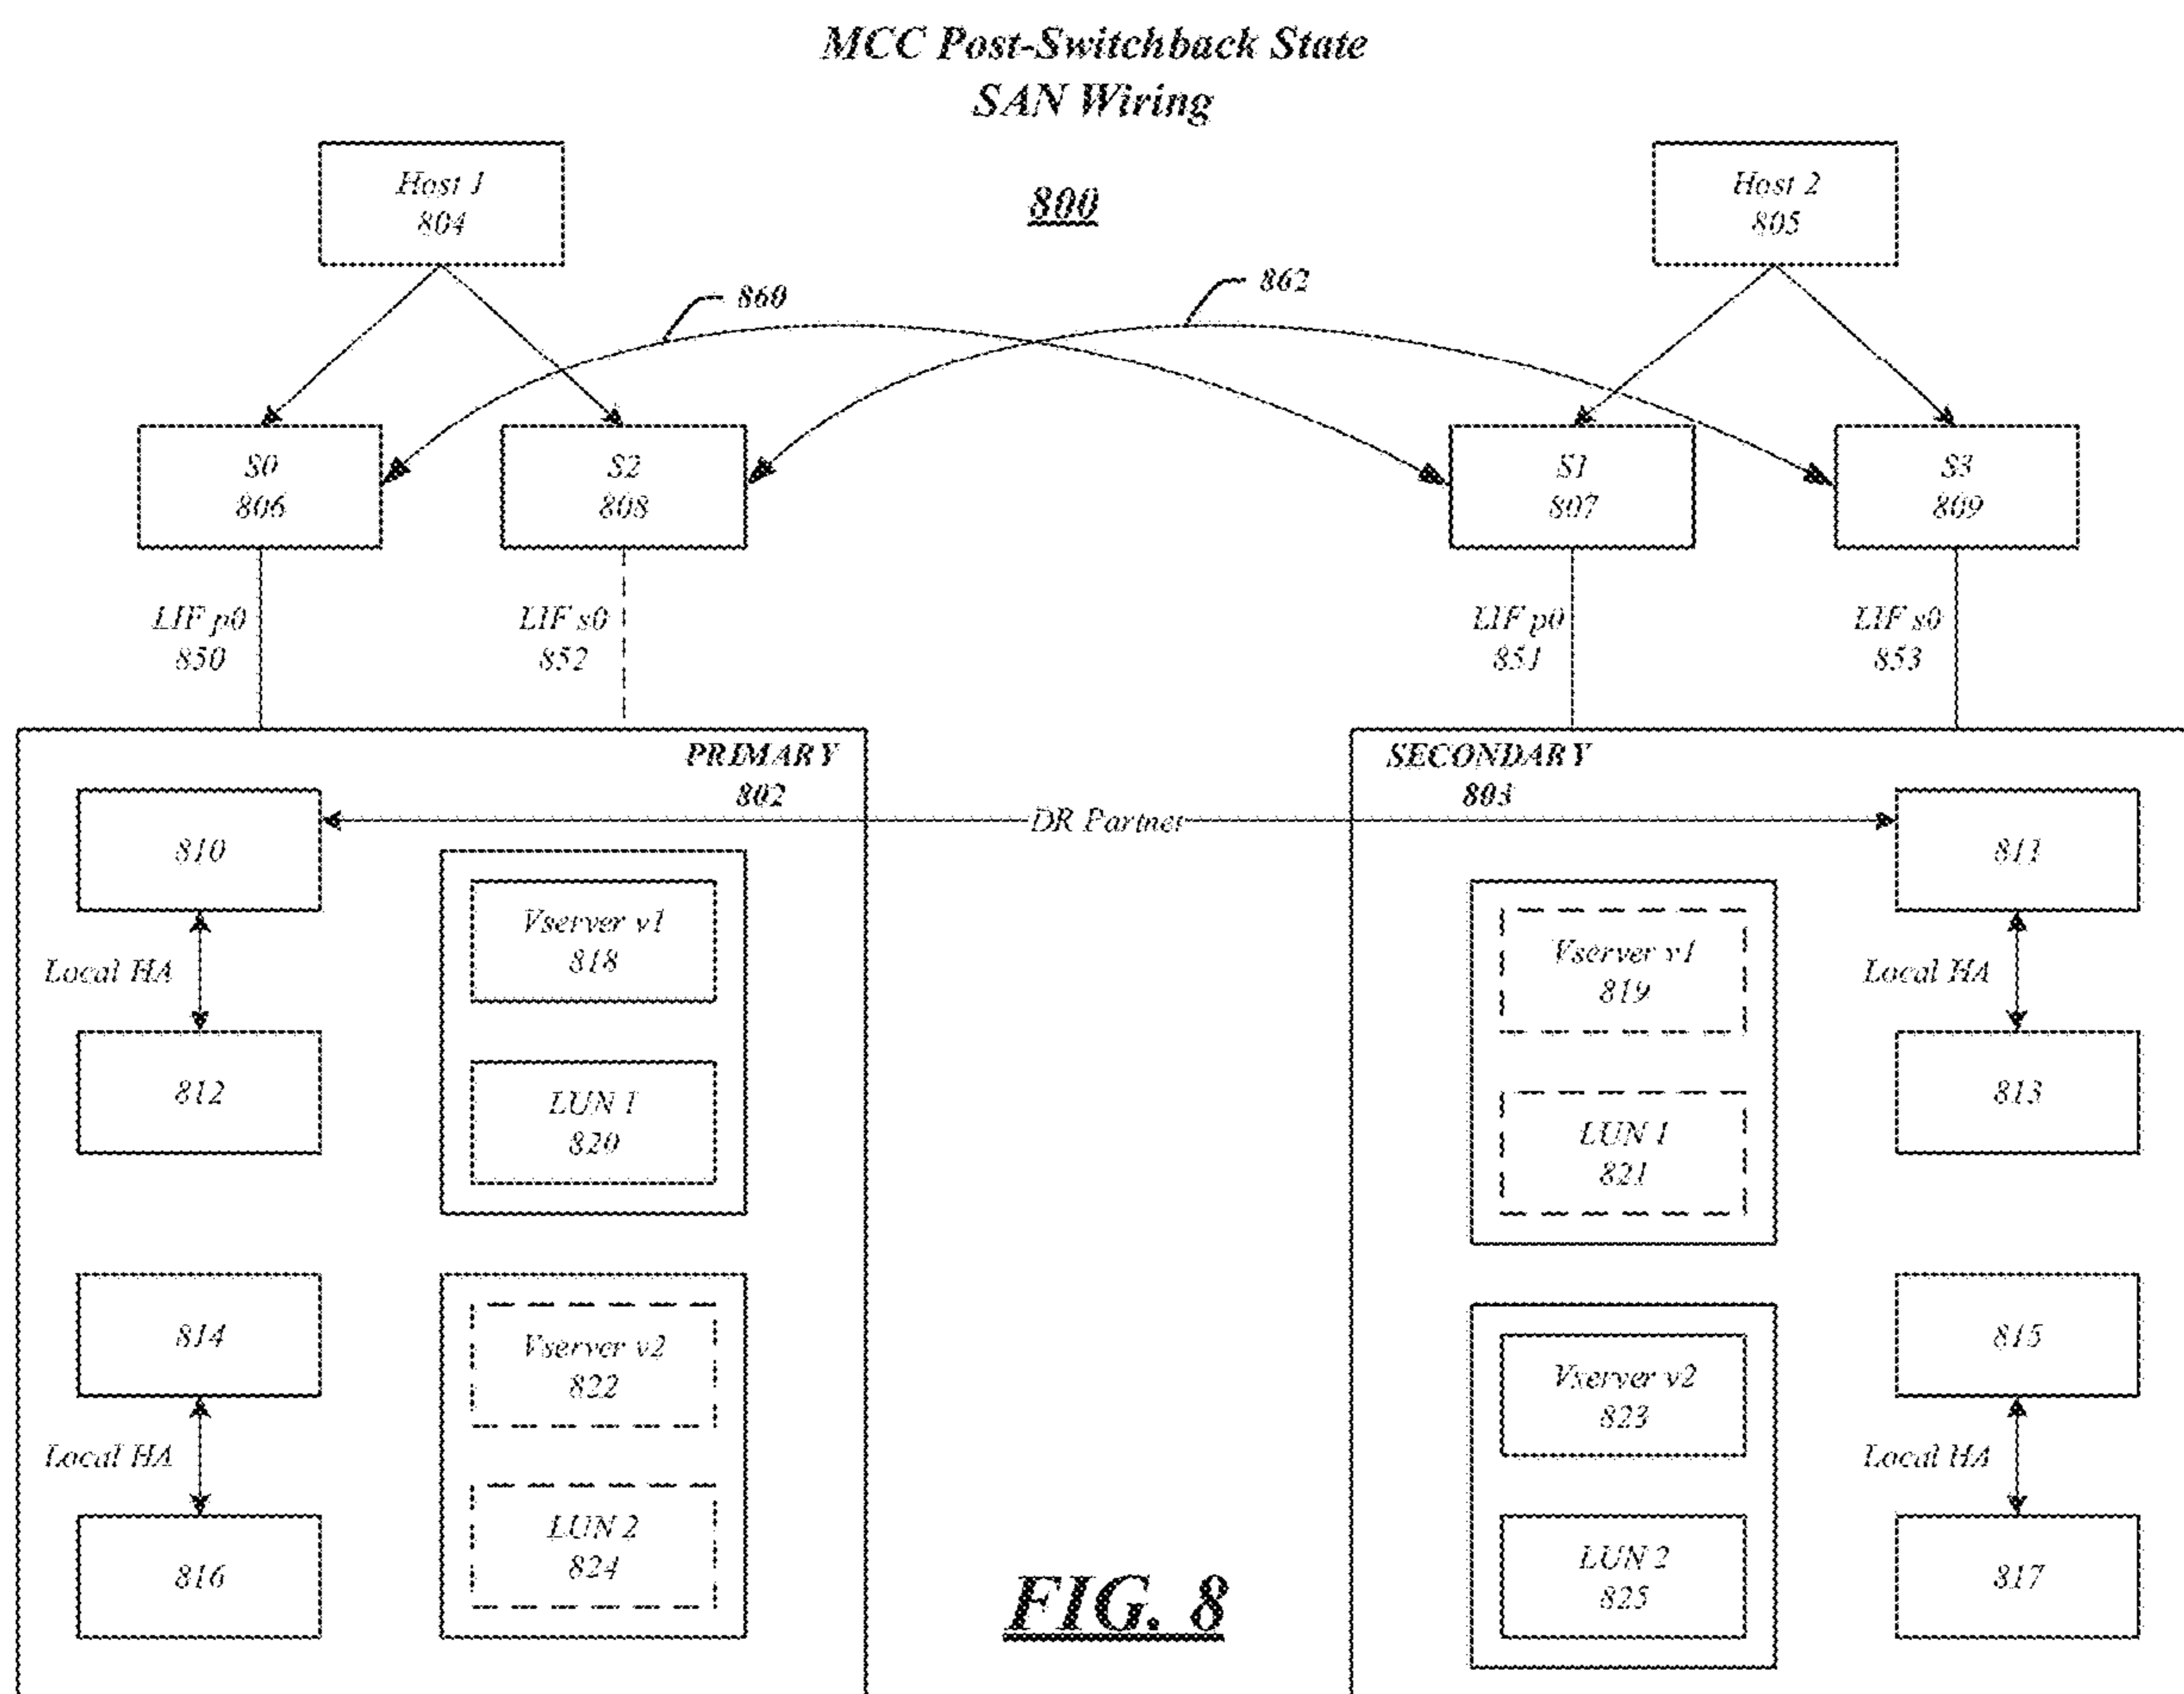 MCC Post-Switchback State
SAN Wiring
800
Host 1
804
Host 2
805
860
862
S0
806
S2
808
S1
807
S3
809
LIF p0
850
LIF s0
852
LIF p0
851
LIF s0
853
PRIMARY
802
SECONDARY
803
DR Partner
810
Local HA
812
814
Local HA
816
Vserver v1
818
LUN 1
820
Vserver v2
822
LUN 2
824
Vserver v1
819
LUN 1
821
Vserver v2
823
LUN 2
825
811
Local HA
813
815
Local HA
817
FIG. 8